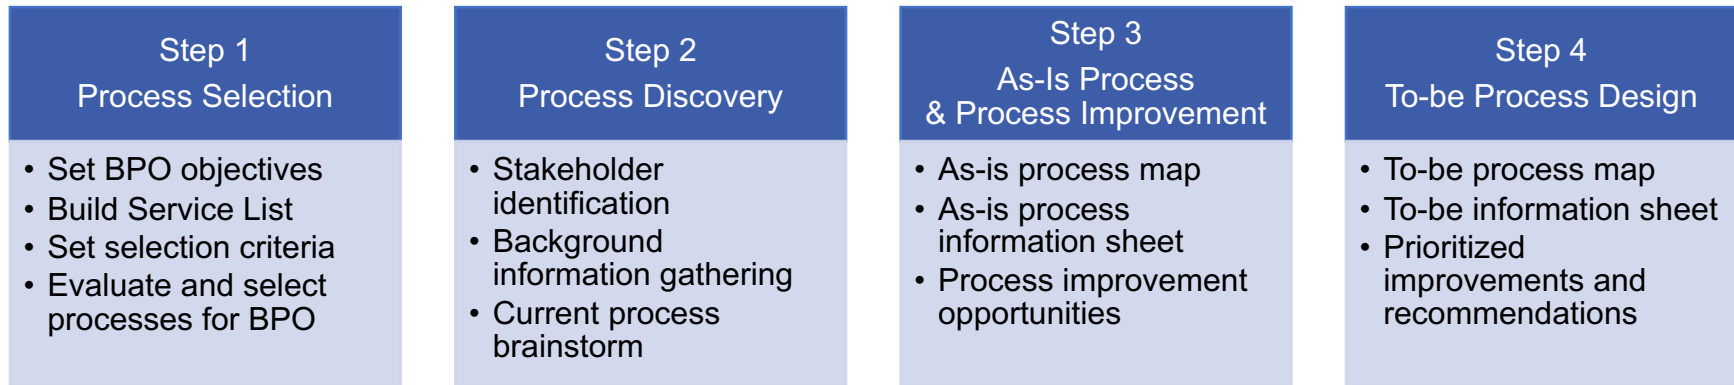 Step 1
Process Selection
• Set BPO objectives
• Build Service List
• Set selection criteria
• Evaluate and select
processes for BPO
Step 2
Process Discovery
• Stakeholder
identification
• Background
information gathering
• Current process
brainstorm
Step 3
As-Is Process
& Process Improvement
• As-is process map
• As-is process
information sheet
• Process improvement
opportunities
Step 4
To-be Process Design
• To-be process map
• To-be information sheet
• Prioritized
improvements and
recommendations